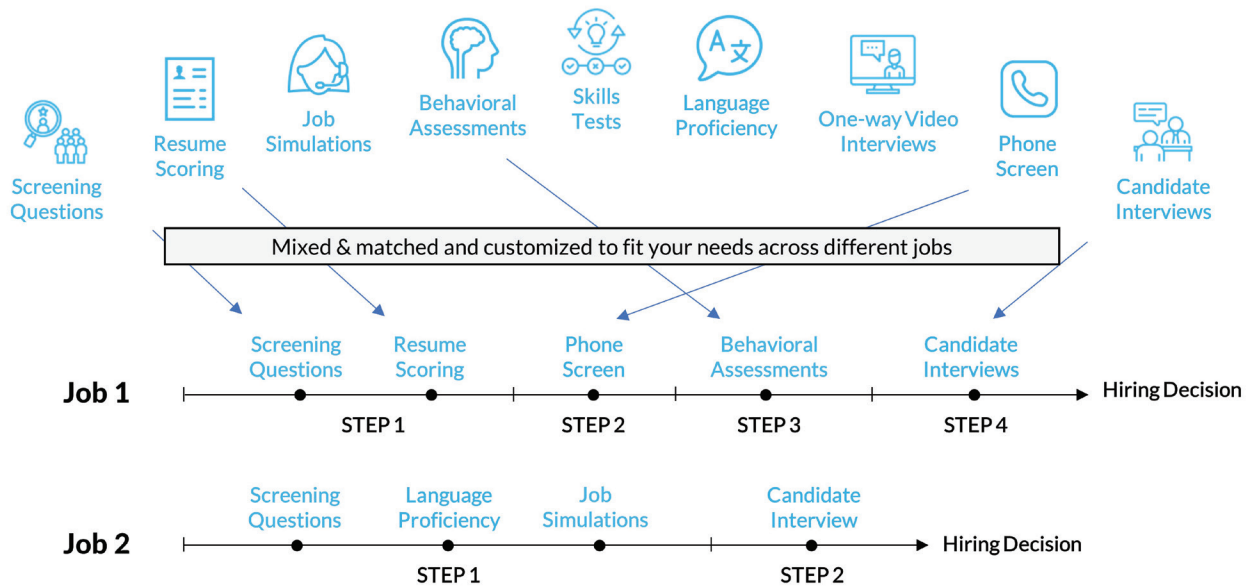 Screening
Questions
Resume
Scoring
Job
Simulations
Behavioral
Assessments
Skills
Tests
A 文
Language
Proficiency
One-way Video
Interviews
Phone
Screen
Candidate
Interviews
Mixed & matched and customized to fit your needs across different jobs
Job 1
Screening
Questions
Resume
Scoring
Phone
Screen
Behavioral
Assessments
Candidate
Interviews
Hiring Decision
STEP 1
STEP 2
STEP 3
STEP 4
Job 2
Screening
Questions
Language
Proficiency
Job
Simulations
Candidate
Interview
Hiring Decision
STEP 1
STEP 2